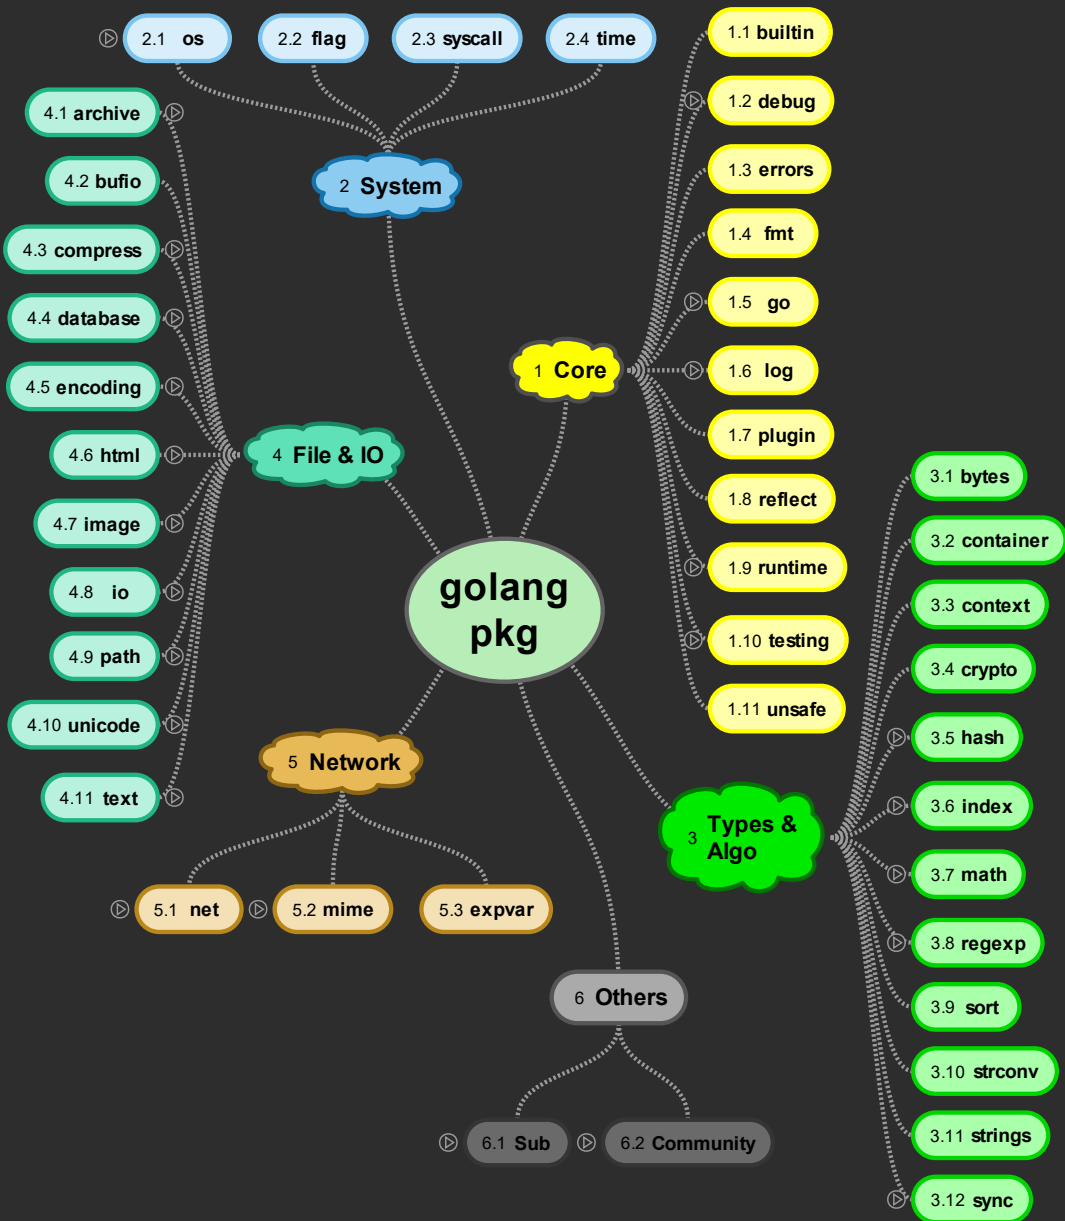 golang
pkg
1 Core
1.1 builtin
1.2 debug
1.3 errors
1.4 fmt
1.5 go
1.6 log
1.7 plugin
1.8 reflect
1.9 runtime
1.10 testing
1.11 unsafe
2 System
2.1 os
2.2 flag
2.3 syscall
2.4 time
3 Types &
Algo
3.1 bytes
3.2 container
3.3 context
3.4 crypto
3.5 hash
3.6 index
3.7 math
3.8 regexp
3.9 sort
3.10 strconv
3.11 strings
3.12 sync
4 File & IO
4.1 archive
4.2 bufio
4.3 compress
4.4 database
4.5 encoding
4.6 html
4.7 image
4.8 io
4.9 path
4.10 unicode
4.11 text
5 Network
5.1 net
5.2 mime
5.3 expvar
6 Others
6.1 Sub
6.2 Community